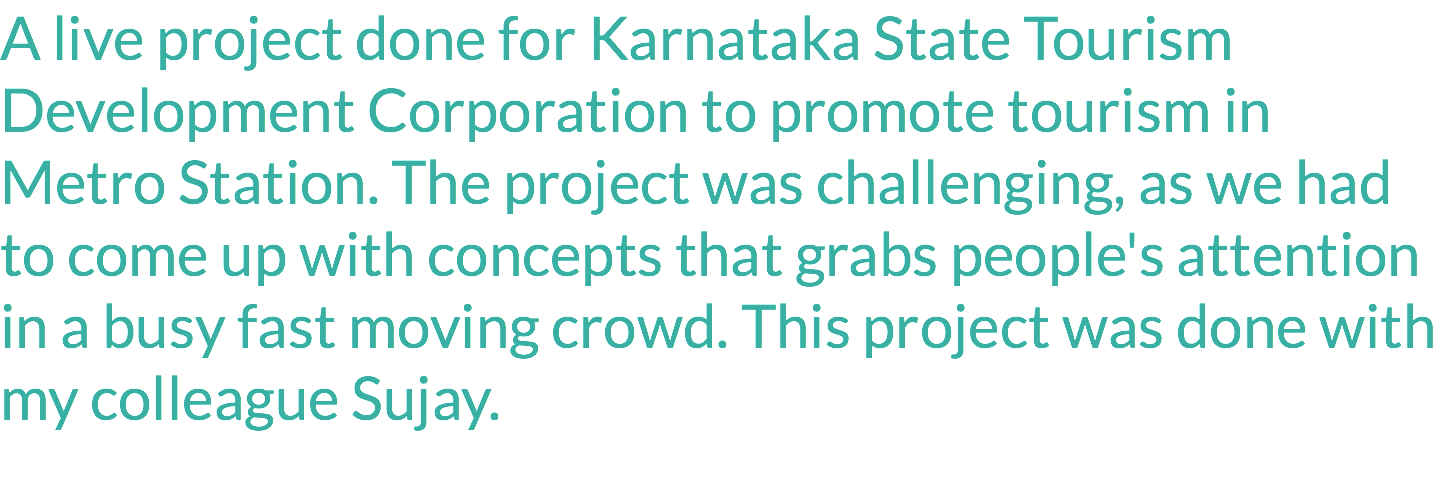 A live project done for Karnataka State Tourism
Development Corporation to promote tourism in
Metro Station. The project was challenging, as we had
to come up with concepts that grabs people's attention
in a busy fast moving crowd. This project was done with
my colleague Sujay.